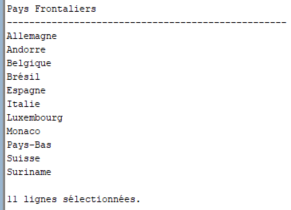 Pays Frontaliers
--------------------------------------------------
Allemagne
Andorre
Belgique
Brésil
Espagne
Italie
Luxembourg
Monaco
Pays-Bas
Suisse
Suriname
11 lignes sélectionnées.